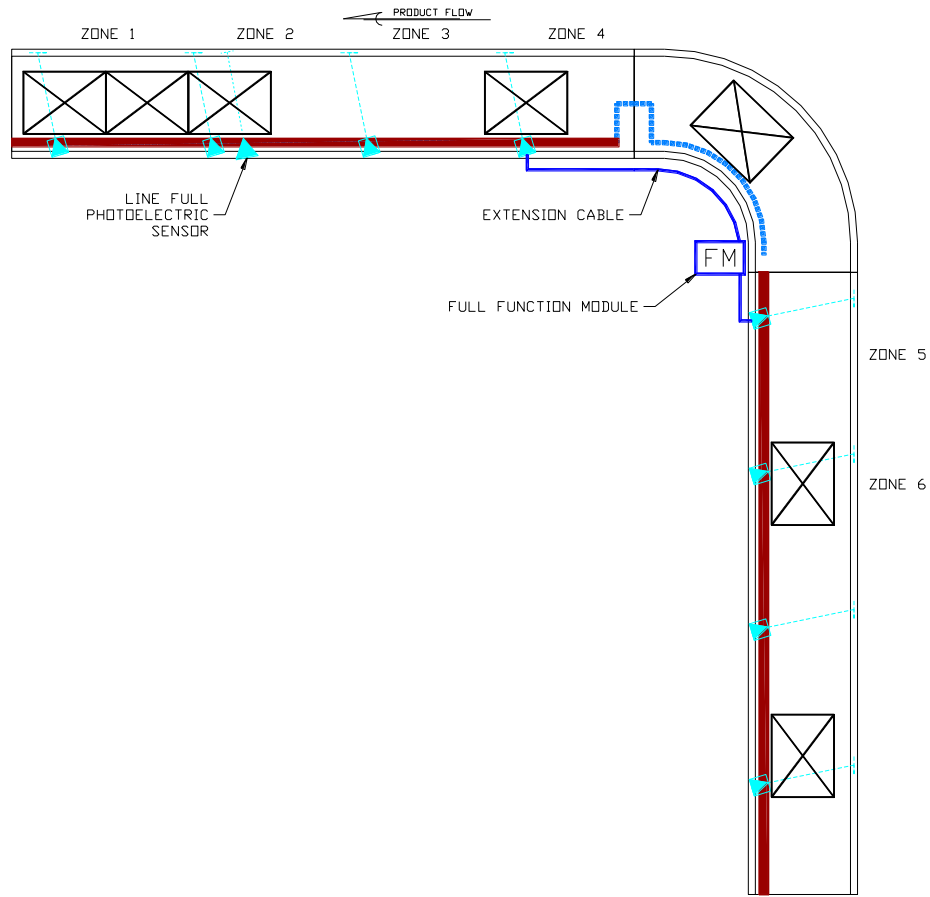 PRODUCT FLOW
ZONE 1
ZONE 2
ZONE 3
ZONE 4
LINE FULL
PHOTOELECTRIC
SENSOR
EXTENSION CABLE
FM
FULL FUNCTION MODULE
ZONE 5
ZONE 6